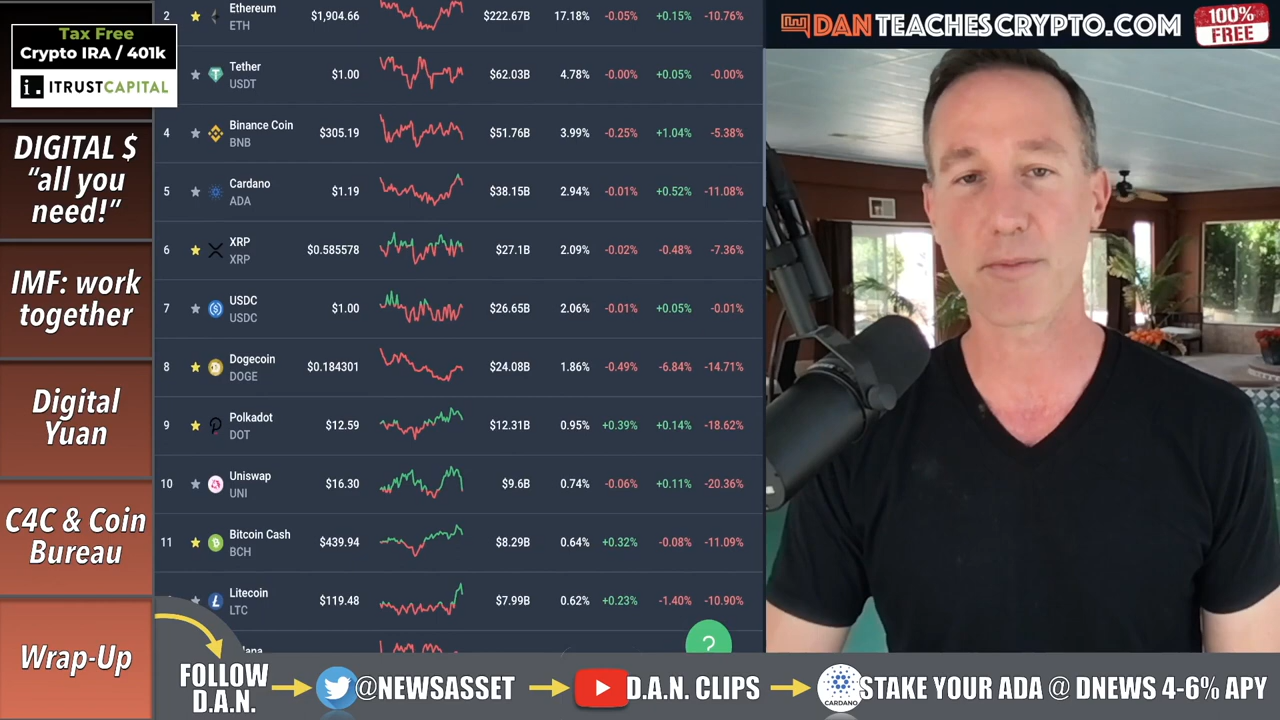 Tax Free
Crypto IRA / 401k
i. ITRUSTCAPITAL
DIGITAL $
“all you
need!”
IMF: work
together
Digital
Yuan
C4C & Coin
Bureau
Wrap-Up
2 Ethereum $1,904.66 $222.67B 17.18% -0.05% +0.15% -10.76%
ETH
Tether $1.00 $62.03B 4.78% -0.00% +0.05% -0.00%
USDT
4 Binance Coin $305.19 $51.76B 3.99% -0.25% +1.04% -5.38%
BNB
5 Cardano $1.19 $38.15B 2.94% -0.01% +0.52% -11.08%
ADA
6 XRP $0.585578 $27.1B 2.09% -0.02% -0.48% -7.36%
XRP
7 USDC $1.00 $26.65B 2.06% -0.01% +0.05% -0.01%
USDC
8 Dogecoin $0.184301 $24.08B 1.86% -0.49% -6.84% -14.71%
DOGE
9 Polkadot $12.59 $12.31B 0.95% +0.39% +0.14% -18.62%
DOT
10 Uniswap $16.30 $9.6B 0.74% -0.06% +0.11% -20.36%
UNI
11 Bitcoin Cash $439.94 $8.29B 0.64% +0.32% -0.08% -11.09%
BCH
Litecoin $119.48 $7.99B 0.62% +0.23% -1.40% -10.90%
LTC
?
DANTEACHESCRYPTO.COM
100%
FREE
FOLLOW
D.A.N.
@NEWSASSET
D.A.N. CLIPS
CARDANO
STAKE YOUR ADA @ DNEWS 4-6% APY